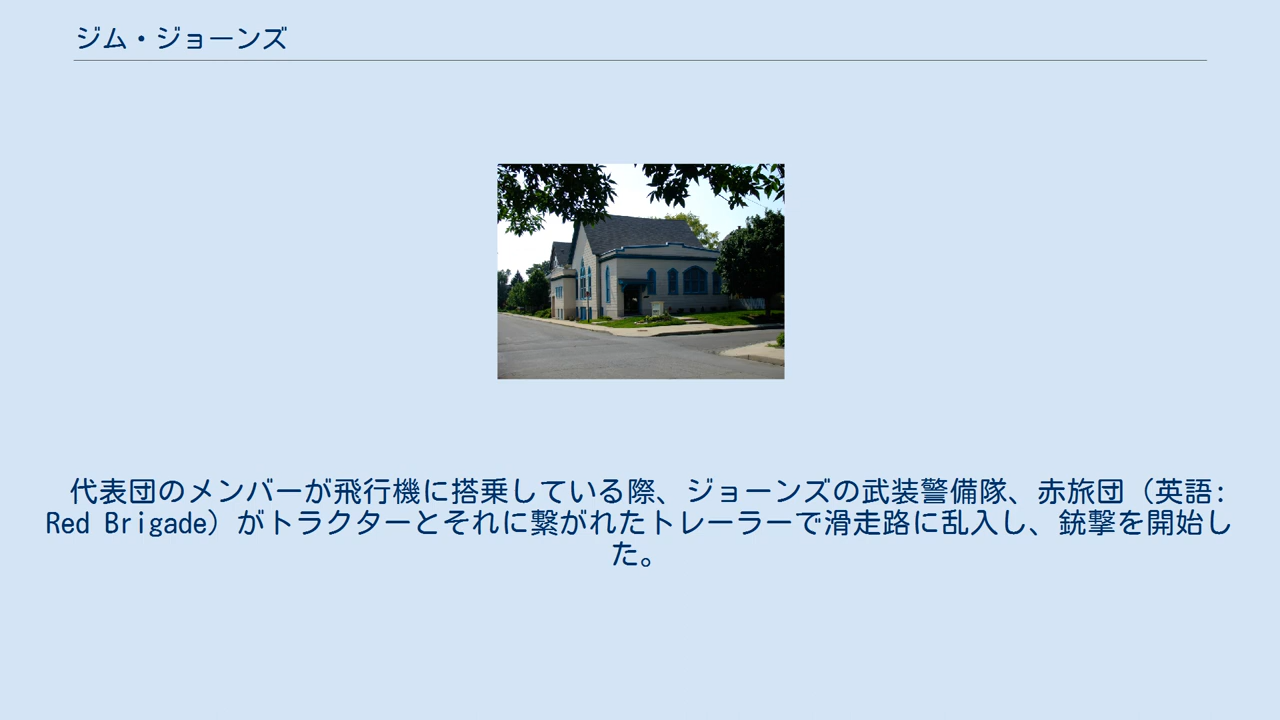 ジム・ジョーンズ
代表団のメンバーが飛行機に搭乗している際、ジョーンズの武装警備隊、赤旅団（英語:
Red Brigade）がトラクターとそれに繋がれたトレーラーで滑走路に乱入し、銃撃を開始し
た。